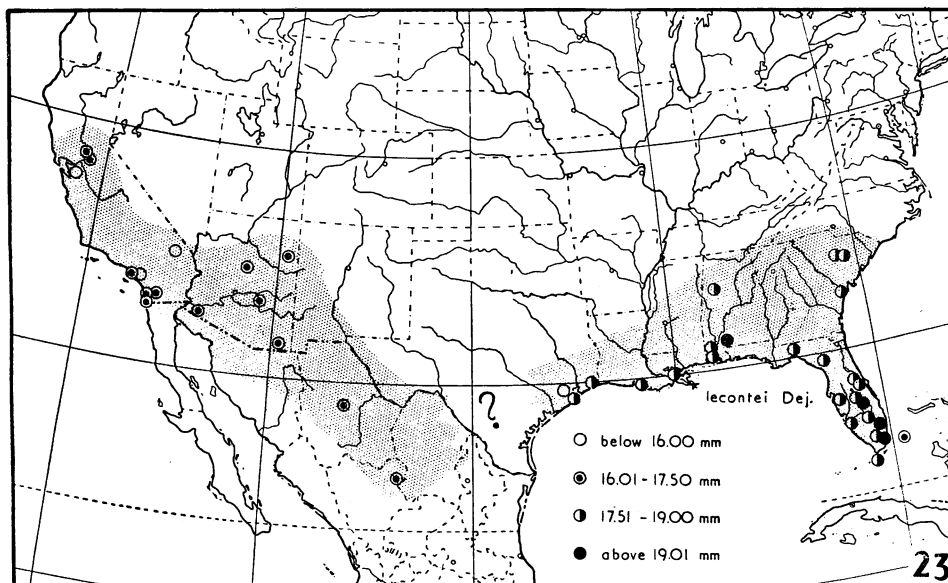 ?
lecontei Dej.
below 16.00 mm
16.01 - 17.50 mm
17.51 - 19.00 mm
above 19.01 mm
23